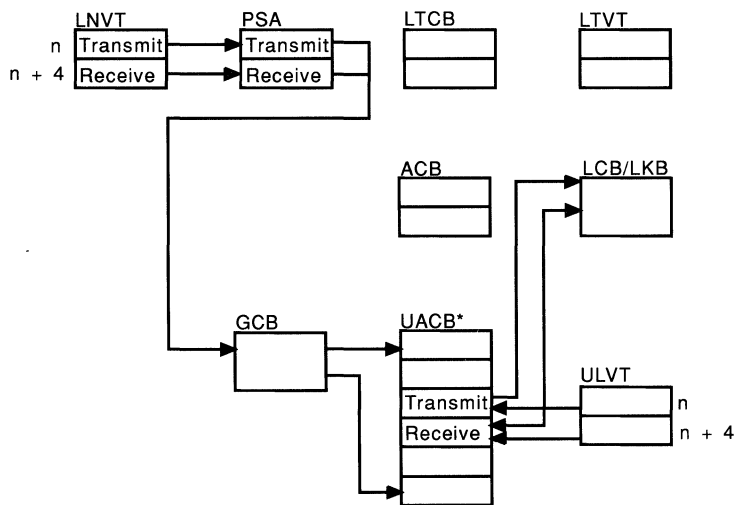 LNVT
PSA
LTCB
LTVT
n
Transmit
Transmit
n + 4
Receive
Receive
ACB
LCB/LKB
GCB
UACB*
ULVT
Transmit
n
Receive
n + 4